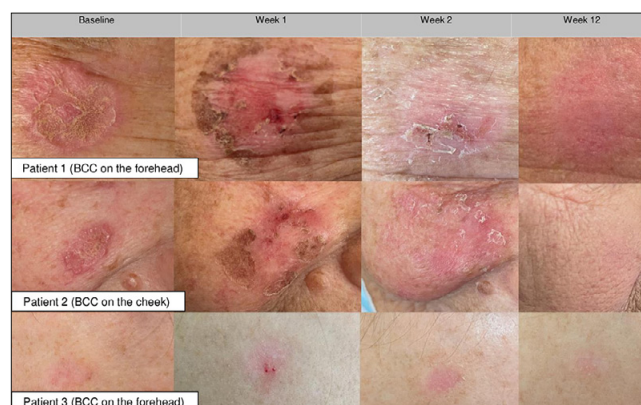 Baseline
Week 1
Week 2
Week 12
Patient 1 (BCC on the forehead)
Patient 2 (BCC on the cheek)
Patient 3 (BCC on the forehead)